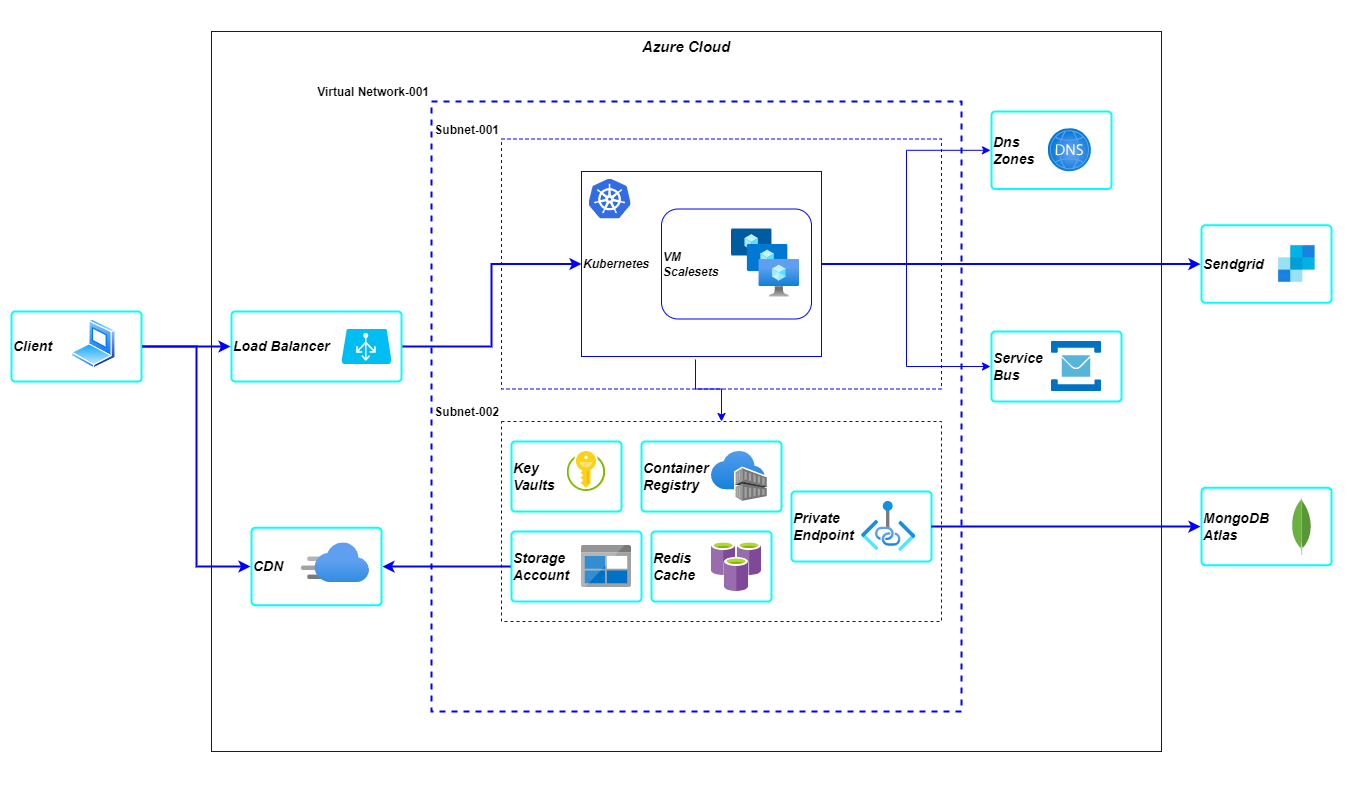 Azure Cloud
Virtual Network-001
Subnet-001
Dns
Zones
DNS
Kubernetes
VM
Scalesets
Sendgrid
Client
Load Balancer
Service
Bus
Subnet-002
Key
Vaults
Container
Registry
Private
Endpoint
MongoDB
Atlas
CDN
Storage
Account
Redis
Cache